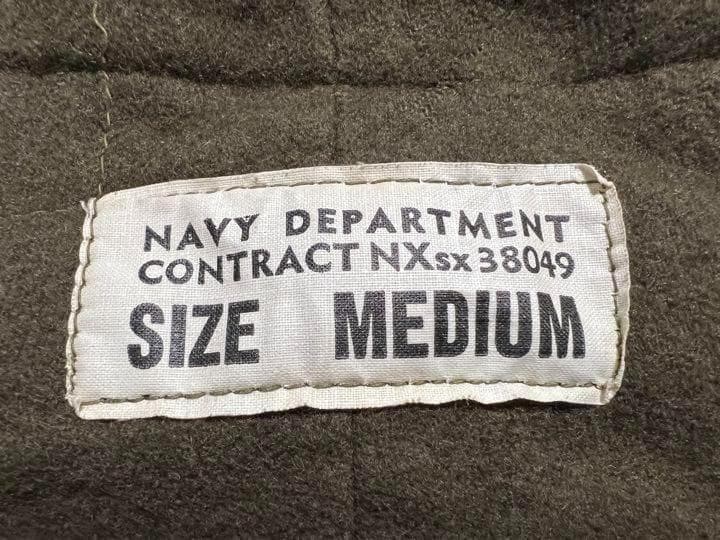 NAVY DEPARTMENT
CONTRACT NXsx 38049
SIZE MEDIUM